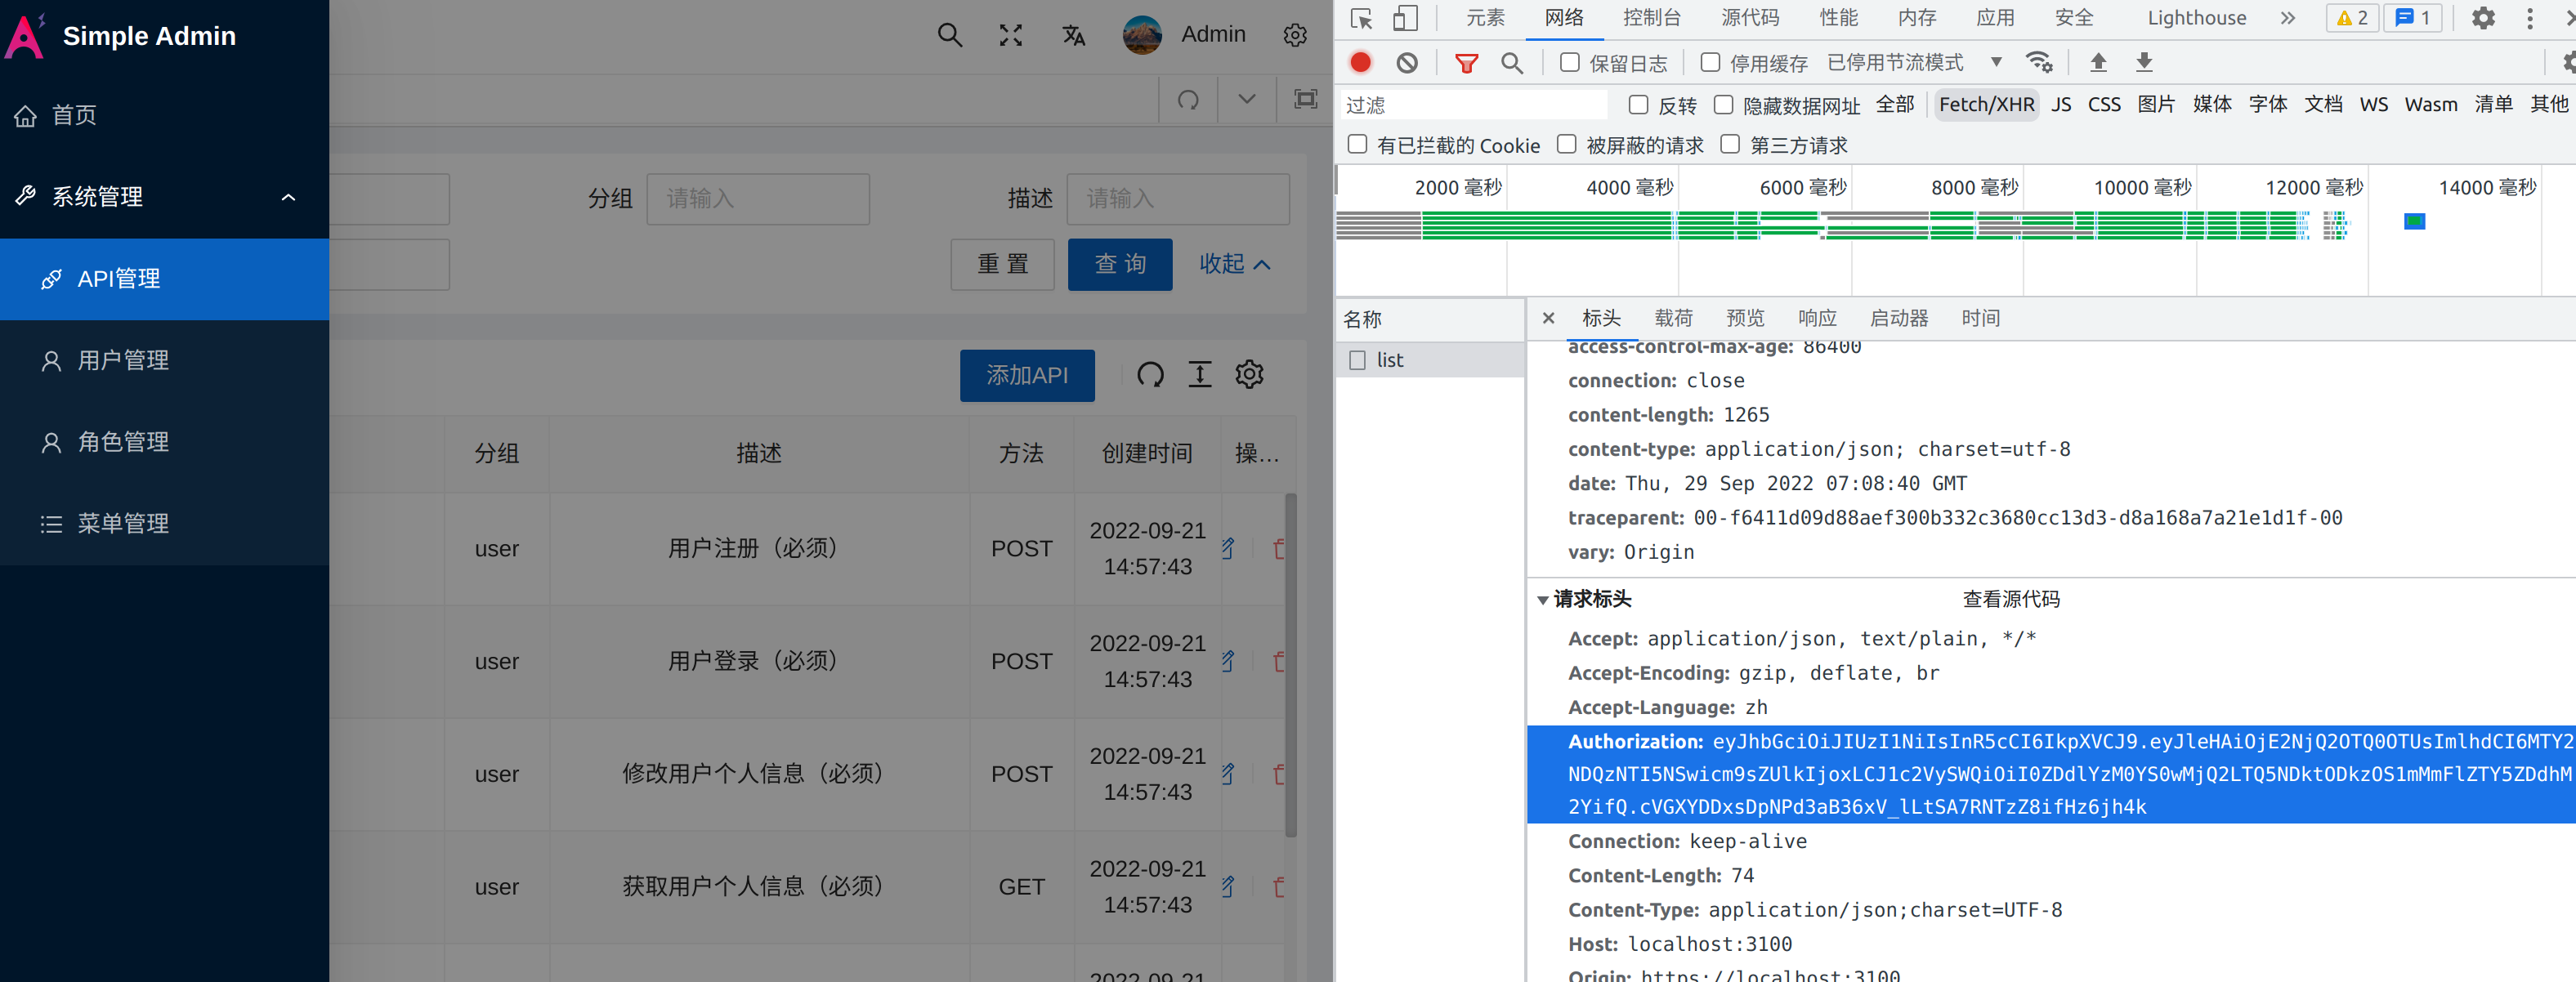 Simple Admin
首页
系统管理
API管理
用户管理
角色管理
菜单管理
Admin
分组
请输入
描述
请输入
重 置
查 询
收起
添加API
分组
描述
方法
创建时间
操...
user
用户注册（必须）
POST
2022-09-21
14:57:43
user
用户登录（必须）
POST
2022-09-21
14:57:43
user
修改用户个人信息（必须）
POST
2022-09-21
14:57:43
user
获取用户个人信息（必须）
GET
2022-09-21
14:57:43
2022-09-21
元素 网络 控制台 源代码 性能 内存 应用 安全 Lighthouse 2 1
保留日志 停用缓存 已停用节流模式
过滤 反转 隐藏数据网址 全部 Fetch/XHR JS CSS 图片 媒体 字体 文档 WS Wasm 清单 其他
有已拦截的 Cookie 被屏蔽的请求 第三方请求
2000 毫秒 4000 毫秒 6000 毫秒 8000 毫秒 10000 毫秒 12000 毫秒 14000 毫秒
名称
list
标头 载荷 预览 响应 启动器 时间
access-control-max-age: 86400
connection: close
content-length: 1265
content-type: application/json; charset=utf-8
date: Thu, 29 Sep 2022 07:08:40 GMT
traceparent: 00-f6411d09d88aef300b332c3680cc13d3-d8a168a7a21e1d1f-00
vary: Origin
请求标头 查看源代码
Accept: application/json, text/plain, */*
Accept-Encoding: gzip, deflate, br
Accept-Language: zh
Authorization: eyJhbGciOiJIUzI1NiIsInR5cCI6IkpXVCJ9.eyJleHAiOjE2NjQ2OTQ0OTUsImlhdCI6MTY2
NDQzNTI5NSwicm9sZUlkIjoxLCJ1c2VySWQiOiI0ZDdlYzM0YS0wMjQ2LTQ5NDktODkzOS1mMmFlZTY5ZDdhM
2YifQ.cVGXYDDxsDpNPd3aB36xV_lLtSA7RNTzZ8ifHz6jh4k
Connection: keep-alive
Content-Length: 74
Content-Type: application/json;charset=UTF-8
Host: localhost:3100
Origin: https://localhost:3100